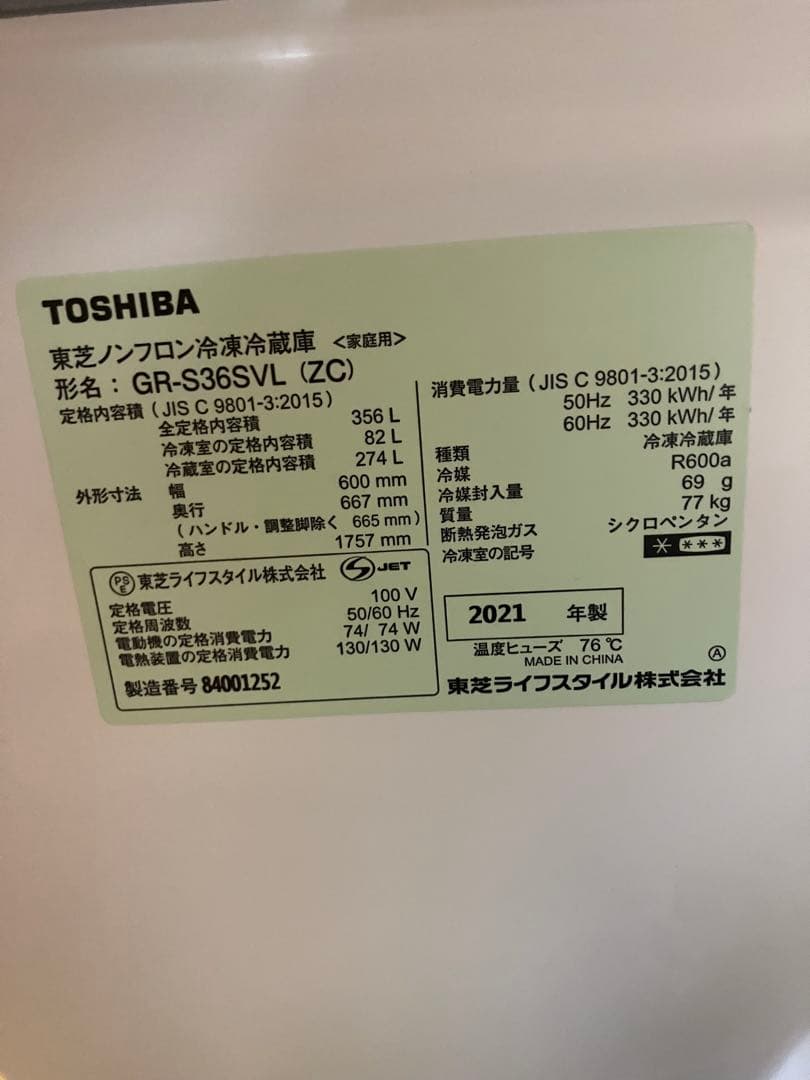 TOSHIBA
東芝ノンフロン冷凍冷蔵庫 <家庭用>
形名：GR-S36SVL (ZC)
定格内容積 (JIS C 9801-3:2015)
全定格内容積 356 L
冷凍室の定格内容積 82 L
冷蔵室の定格内容積 274 L
外形寸法 幅 600 mm
奥行 667 mm
(ハンドル・調整脚除く 665 mm)
高さ 1757 mm
消費電力量 (JIS C 9801-3:2015)
50Hz 330 kWh/年
60Hz 330 kWh/年
種類 冷凍冷蔵庫
冷媒 R600a
冷媒封入量 69 g
質量 77 kg
断熱発泡ガス シクロペンタン
冷凍室の記号 * ***
PSE 東芝ライフスタイル株式会社 S JET
定格電圧 100 V
定格周波数 50/60 Hz
電動機の定格消費電力 74/ 74 W
電熱装置の定格消費電力 130/130 W
製造番号 84001252
2021 年製
温度ヒューズ 76℃
MADE IN CHINA
Ⓐ
東芝ライフスタイル株式会社